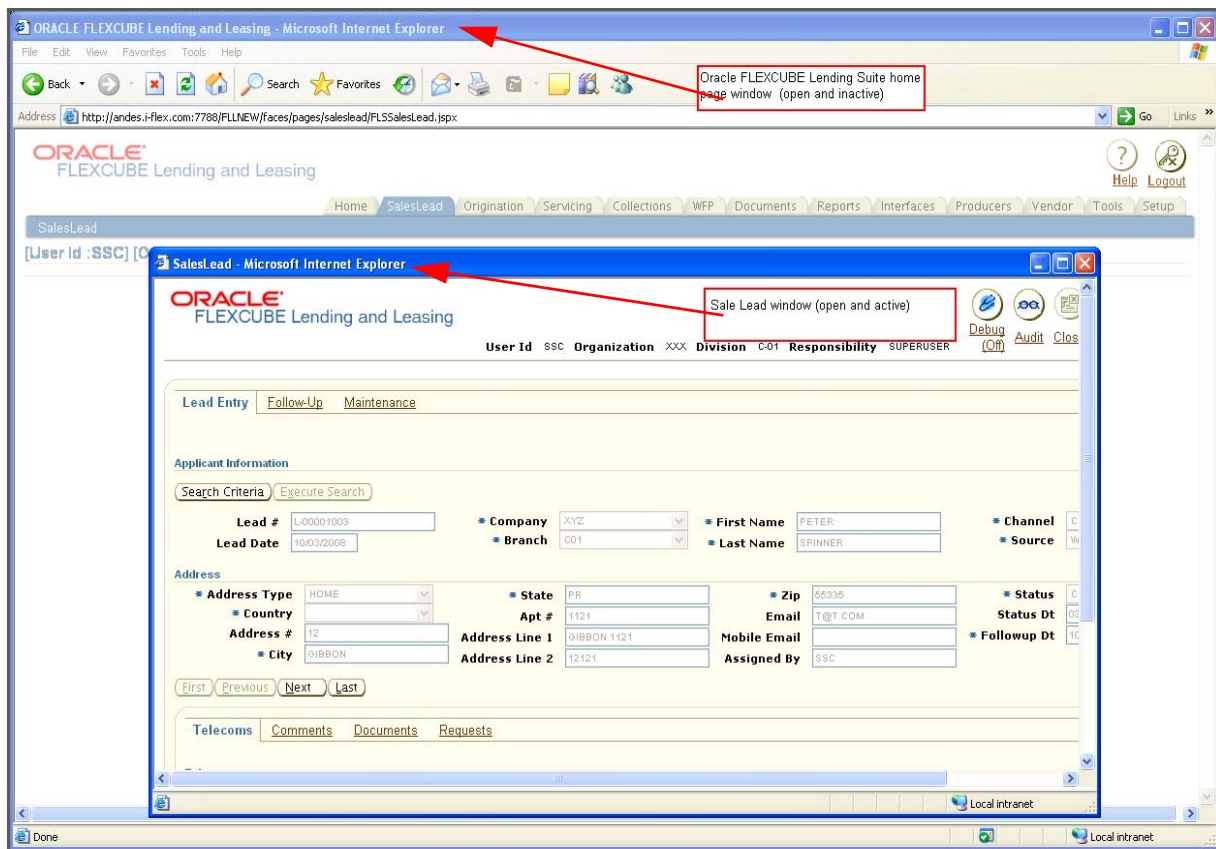 ORACLE FLEXCUBE Lending and Leasing - Microsoft Internet Explorer
File Edit View Favorites Tools Help
Back Search Favorites
Oracle FLEXCUBE Lending Suite home
page window (open and inactive)
Address http://andes.i-flex.com:7788/FLLNEW/faces/pages/saleslead/FLSSalesLead.jspx Go Links »
ORACLE
FLEXCUBE Lending and Leasing
Help Logout
Home SalesLead Origination Servicing Collections WFP Documents Reports Interfaces Producers Vendor Tools Setup
SalesLead
[User Id :SSC] [O
SalesLead - Microsoft Internet Explorer
ORACLE
FLEXCUBE Lending and Leasing
Sale Lead window (open and active)
Debug (Off) Audit Clos
User Id SSC Organization XXX Division C-01 Responsibility SUPERUSER
Lead Entry Follow-Up Maintenance
Applicant Information
Search Criteria Execute Search
Lead # L-00001003 * Company XYZ * First Name PETER * Channel C
Lead Date 10/03/2008 * Branch C01 * Last Name SPINNER * Source
Address
* Address Type HOME * State PR * Zip 55335 * Status C
* Country Apt # 1121 Email T@T.COM Status Dt 03
Address # 12 Address Line 1 GIBBON 1121 Mobile Email * Followup Dt 10
* City GIBBON Address Line 2 12121 Assigned By SSC
First Previous Next Last
Telecoms Comments Documents Requests
Local intranet
Done Local intranet